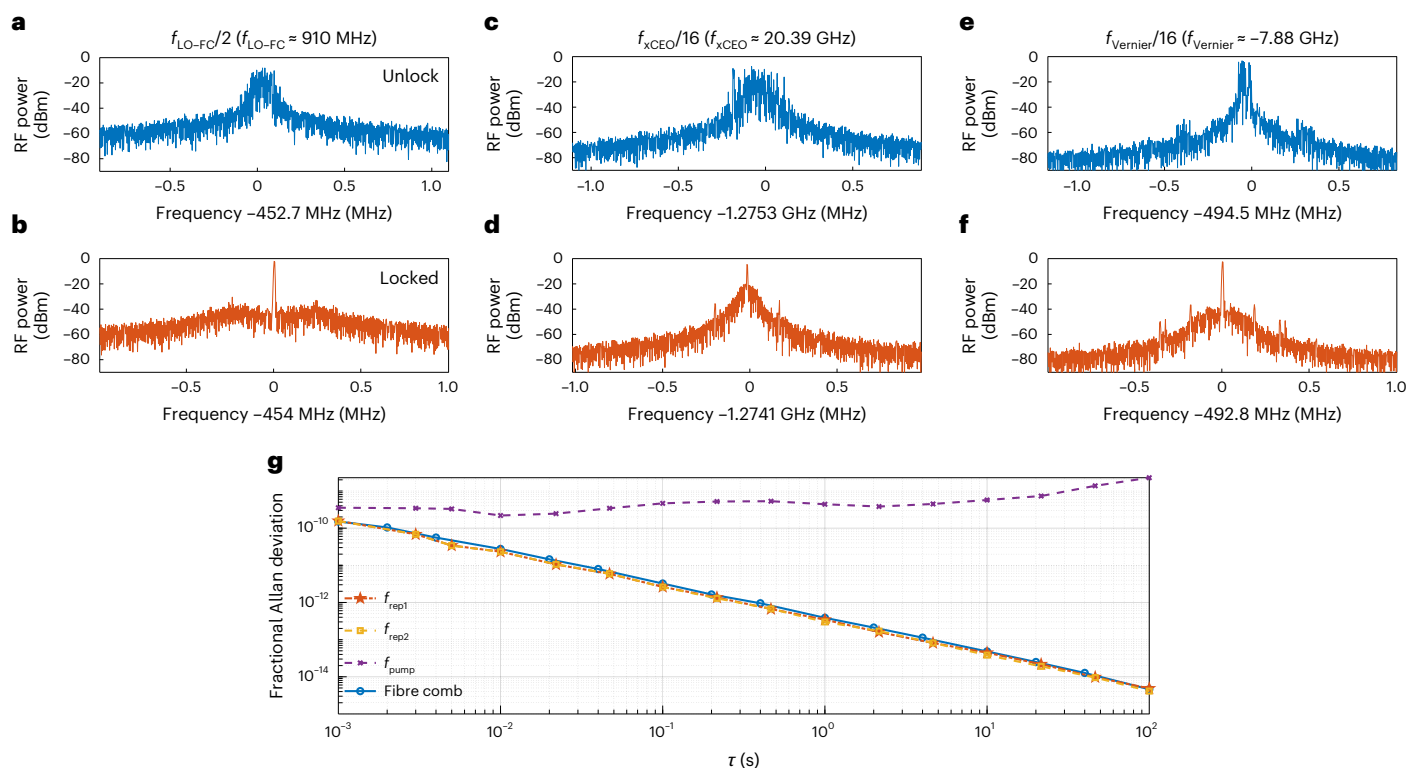 a
f_LO–FC/2 (f_LO–FC ≈ 910 MHz)
Unlock
RF power
(dBm)
0
–20
–40
–60
–80
–0.5 0 0.5 1.0
Frequency –452.7 MHz (MHz)
c
f_xCEO/16 (f_xCEO ≈ 20.39 GHz)
RF power
(dBm)
0
–20
–40
–60
–80
–1.0 –0.5 0 0.5
Frequency –1.2753 GHz (MHz)
e
f_Vernier/16 (f_Vernier ≈ –7.88 GHz)
RF power
(dBm)
0
–20
–40
–60
–80
–1.0 –0.5 0 0.5
Frequency –494.5 MHz (MHz)
b
Locked
RF power
(dBm)
0
–20
–40
–60
–80
–0.5 0 0.5 1.0
Frequency –454 MHz (MHz)
d
RF power
(dBm)
0
–20
–40
–60
–80
–1.0 –0.5 0 0.5
Frequency –1.2741 GHz (MHz)
f
RF power
(dBm)
0
–20
–40
–60
–80
–0.5 0 0.5 1.0
Frequency –492.8 MHz (MHz)
g
Fractional Allan deviation
10⁻¹⁰
10⁻¹²
10⁻¹⁴
f_rep1
f_rep2
f_pump
Fibre comb
10⁻³ 10⁻² 10⁻¹ 10⁰ 10¹ 10²
τ (s)